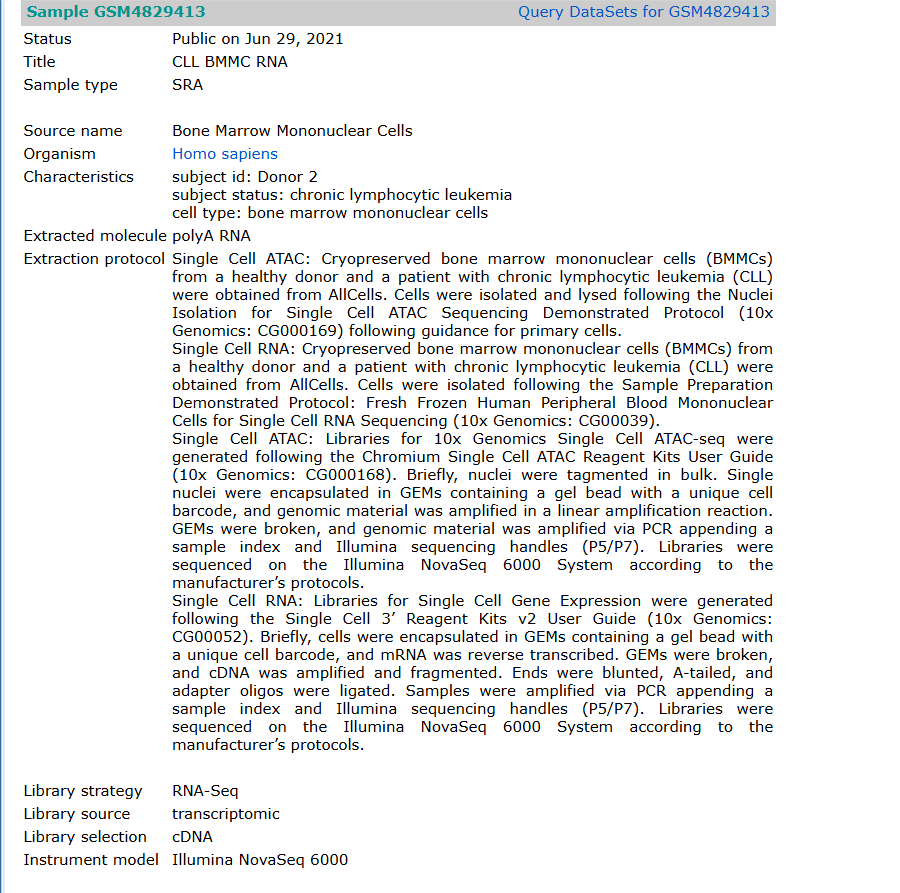 Sample GSM4829413 Query DataSets for GSM4829413
Status Public on Jun 29, 2021
Title CLL BMMC RNA
Sample type SRA
Source name Bone Marrow Mononuclear Cells
Organism Homo sapiens
Characteristics subject id: Donor 2
subject status: chronic lymphocytic leukemia
cell type: bone marrow mononuclear cells
Extracted molecule polyA RNA
Extraction protocol Single Cell ATAC: Cryopreserved bone marrow mononuclear cells (BMMCs)
from a healthy donor and a patient with chronic lymphocytic leukemia (CLL)
were obtained from AllCells. Cells were isolated and lysed following the Nuclei
Isolation for Single Cell ATAC Sequencing Demonstrated Protocol (10x
Genomics: CG000169) following guidance for primary cells.
Single Cell RNA: Cryopreserved bone marrow mononuclear cells (BMMCs) from
a healthy donor and a patient with chronic lymphocytic leukemia (CLL) were
obtained from AllCells. Cells were isolated following the Sample Preparation
Demonstrated Protocol: Fresh Frozen Human Peripheral Blood Mononuclear
Cells for Single Cell RNA Sequencing (10x Genomics: CG00039).
Single Cell ATAC: Libraries for 10x Genomics Single Cell ATAC-seq were
generated following the Chromium Single Cell ATAC Reagent Kits User Guide
(10x Genomics: CG000168). Briefly, nuclei were tagmented in bulk. Single
nuclei were encapsulated in GEMs containing a gel bead with a unique cell
barcode, and genomic material was amplified in a linear amplification reaction.
GEMs were broken, and genomic material was amplified via PCR appending a
sample index and Illumina sequencing handles (P5/P7). Libraries were
sequenced on the Illumina NovaSeq 6000 System according to the
manufacturer’s protocols.
Single Cell RNA: Libraries for Single Cell Gene Expression were generated
following the Single Cell 3’ Reagent Kits v2 User Guide (10x Genomics:
CG00052). Briefly, cells were encapsulated in GEMs containing a gel bead with
a unique cell barcode, and mRNA was reverse transcribed. GEMs were broken,
and cDNA was amplified and fragmented. Ends were blunted, A-tailed, and
adapter oligos were ligated. Samples were amplified via PCR appending a
sample index and Illumina sequencing handles (P5/P7). Libraries were
sequenced on the Illumina NovaSeq 6000 System according to the
manufacturer’s protocols.
Library strategy RNA-Seq
Library source transcriptomic
Library selection cDNA
Instrument model Illumina NovaSeq 6000